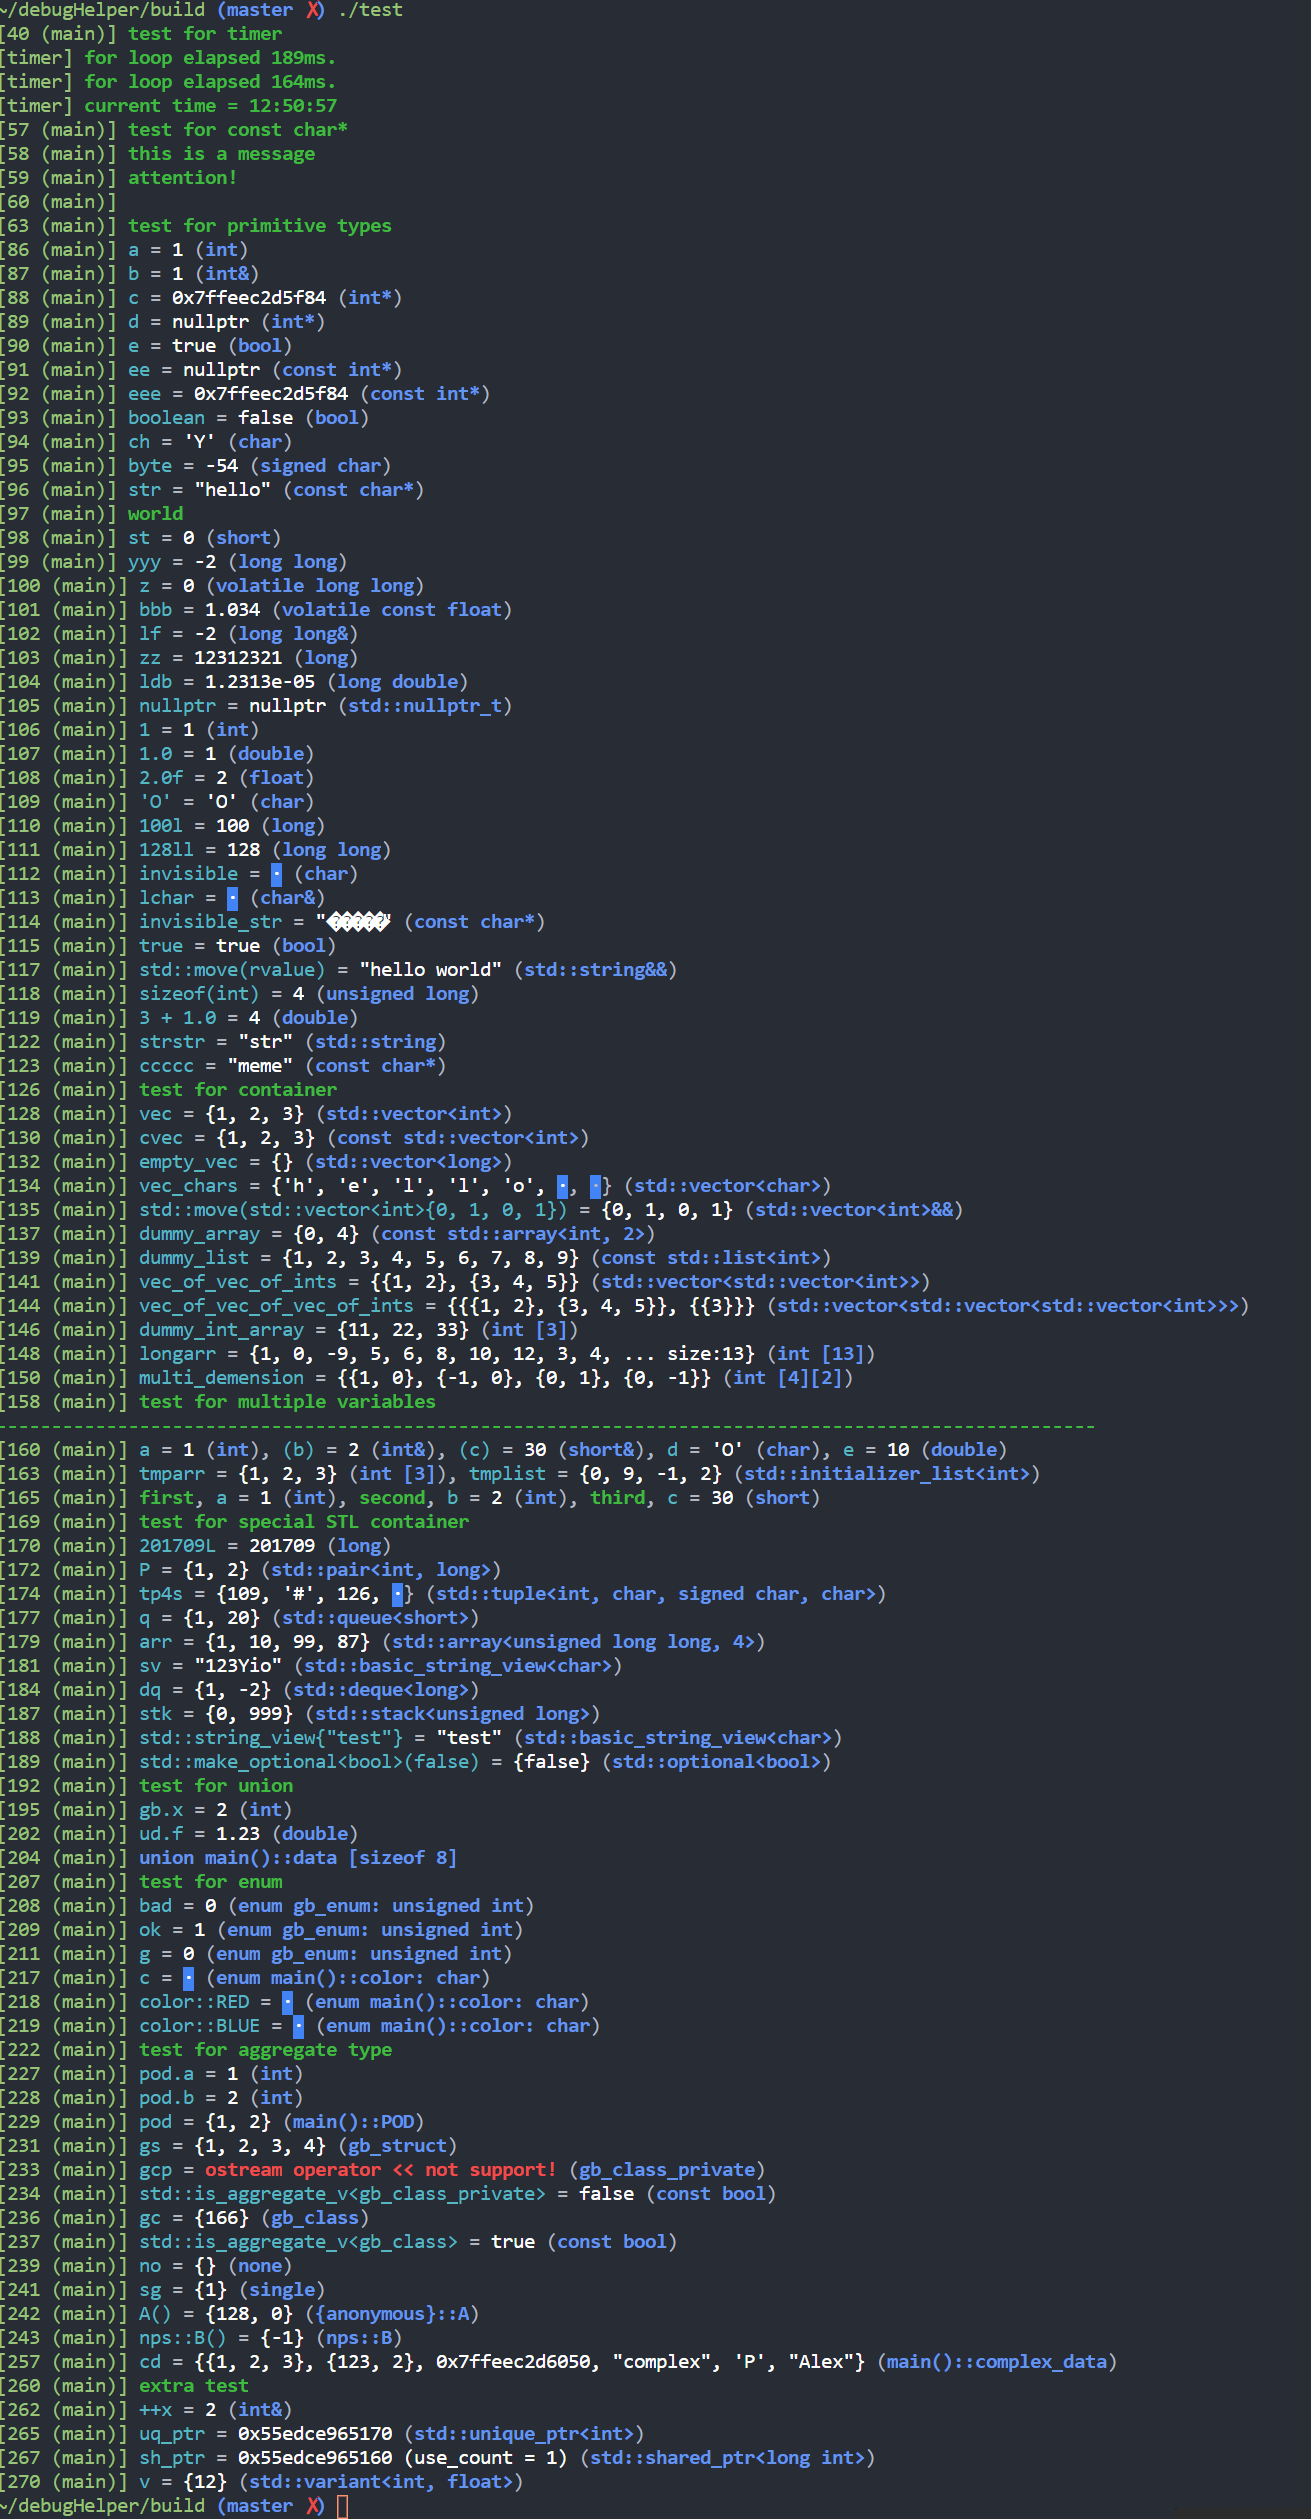 ~/debugHelper/build (master ✗) ./test
[40 (main)] test for timer
[timer] for loop elapsed 189ms.
[timer] for loop elapsed 164ms.
[timer] current time = 12:50:57
[57 (main)] test for const char*
[58 (main)] this is a message
[59 (main)] attention!
[60 (main)]
[63 (main)] test for primitive types
[86 (main)] a = 1 (int)
[87 (main)] b = 1 (int&)
[88 (main)] c = 0x7ffeec2d5f84 (int*)
[89 (main)] d = nullptr (int*)
[90 (main)] e = true (bool)
[91 (main)] ee = nullptr (const int*)
[92 (main)] eee = 0x7ffeec2d5f84 (const int*)
[93 (main)] boolean = false (bool)
[94 (main)] ch = 'Y' (char)
[95 (main)] byte = -54 (signed char)
[96 (main)] str = "hello" (const char*)
[97 (main)] world
[98 (main)] st = 0 (short)
[99 (main)] yyy = -2 (long long)
[100 (main)] z = 0 (volatile long long)
[101 (main)] bbb = 1.034 (volatile const float)
[102 (main)] lf = -2 (long long&)
[103 (main)] zz = 12312321 (long)
[104 (main)] ldb = 1.2313e-05 (long double)
[105 (main)] nullptr = nullptr (std::nullptr_t)
[106 (main)] 1 = 1 (int)
[107 (main)] 1.0 = 1 (double)
[108 (main)] 2.0f = 2 (float)
[109 (main)] 'O' = 'O' (char)
[110 (main)] 100l = 100 (long)
[111 (main)] 128ll = 128 (long long)
[112 (main)] invisible = · (char)
[113 (main)] lchar = · (char&)
[114 (main)] invisible_str = "�����" (const char*)
[115 (main)] true = true (bool)
[117 (main)] std::move(rvalue) = "hello world" (std::string&&)
[118 (main)] sizeof(int) = 4 (unsigned long)
[119 (main)] 3 + 1.0 = 4 (double)
[122 (main)] strstr = "str" (std::string)
[123 (main)] ccccc = "meme" (const char*)
[126 (main)] test for container
[128 (main)] vec = {1, 2, 3} (std::vector<int>)
[130 (main)] cvec = {1, 2, 3} (const std::vector<int>)
[132 (main)] empty_vec = {} (std::vector<long>)
[134 (main)] vec_chars = {'h', 'e', 'l', 'l', 'o', ·, ·} (std::vector<char>)
[135 (main)] std::move(std::vector<int>{0, 1, 0, 1}) = {0, 1, 0, 1} (std::vector<int>&&)
[137 (main)] dummy_array = {0, 4} (const std::array<int, 2>)
[139 (main)] dummy_list = {1, 2, 3, 4, 5, 6, 7, 8, 9} (const std::list<int>)
[141 (main)] vec_of_vec_of_ints = {{1, 2}, {3, 4, 5}} (std::vector<std::vector<int>>)
[144 (main)] vec_of_vec_of_vec_of_ints = {{{1, 2}, {3, 4, 5}}, {{3}}} (std::vector<std::vector<std::vector<int>>>)
[146 (main)] dummy_int_array = {11, 22, 33} (int [3])
[148 (main)] longarr = {1, 0, -9, 5, 6, 8, 10, 12, 3, 4, ... size:13} (int [13])
[150 (main)] multi_demension = {{1, 0}, {-1, 0}, {0, 1}, {0, -1}} (int [4][2])
[158 (main)] test for multiple variables
----------------------------------------------------------------------------------------------------
[160 (main)] a = 1 (int), (b) = 2 (int&), (c) = 30 (short&), d = 'O' (char), e = 10 (double)
[163 (main)] tmparr = {1, 2, 3} (int [3]), tmplist = {0, 9, -1, 2} (std::initializer_list<int>)
[165 (main)] first, a = 1 (int), second, b = 2 (int), third, c = 30 (short)
[169 (main)] test for special STL container
[170 (main)] 201709L = 201709 (long)
[172 (main)] P = {1, 2} (std::pair<int, long>)
[174 (main)] tp4s = {109, '#', 126, ·} (std::tuple<int, char, signed char, char>)
[177 (main)] q = {1, 20} (std::queue<short>)
[179 (main)] arr = {1, 10, 99, 87} (std::array<unsigned long long, 4>)
[181 (main)] sv = "123Yio" (std::basic_string_view<char>)
[184 (main)] dq = {1, -2} (std::deque<long>)
[187 (main)] stk = {0, 999} (std::stack<unsigned long>)
[188 (main)] std::string_view{"test"} = "test" (std::basic_string_view<char>)
[189 (main)] std::make_optional<bool>(false) = {false} (std::optional<bool>)
[192 (main)] test for union
[195 (main)] gb.x = 2 (int)
[202 (main)] ud.f = 1.23 (double)
[204 (main)] union main()::data [sizeof 8]
[207 (main)] test for enum
[208 (main)] bad = 0 (enum gb_enum: unsigned int)
[209 (main)] ok = 1 (enum gb_enum: unsigned int)
[211 (main)] g = 0 (enum gb_enum: unsigned int)
[217 (main)] c = · (enum main()::color: char)
[218 (main)] color::RED = · (enum main()::color: char)
[219 (main)] color::BLUE = · (enum main()::color: char)
[222 (main)] test for aggregate type
[227 (main)] pod.a = 1 (int)
[228 (main)] pod.b = 2 (int)
[229 (main)] pod = {1, 2} (main()::POD)
[231 (main)] gs = {1, 2, 3, 4} (gb_struct)
[233 (main)] gcp = ostream operator << not support! (gb_class_private)
[234 (main)] std::is_aggregate_v<gb_class_private> = false (const bool)
[236 (main)] gc = {166} (gb_class)
[237 (main)] std::is_aggregate_v<gb_class> = true (const bool)
[239 (main)] no = {} (none)
[241 (main)] sg = {1} (single)
[242 (main)] A() = {128, 0} ({anonymous}::A)
[243 (main)] nps::B() = {-1} (nps::B)
[257 (main)] cd = {{1, 2, 3}, {123, 2}, 0x7ffeec2d6050, "complex", 'P', "Alex"} (main()::complex_data)
[260 (main)] extra test
[262 (main)] ++x = 2 (int&)
[265 (main)] uq_ptr = 0x55edce965170 (std::unique_ptr<int>)
[267 (main)] sh_ptr = 0x55edce965160 (use_count = 1) (std::shared_ptr<long int>)
[270 (main)] v = {12} (std::variant<int, float>)
~/debugHelper/build (master ✗)